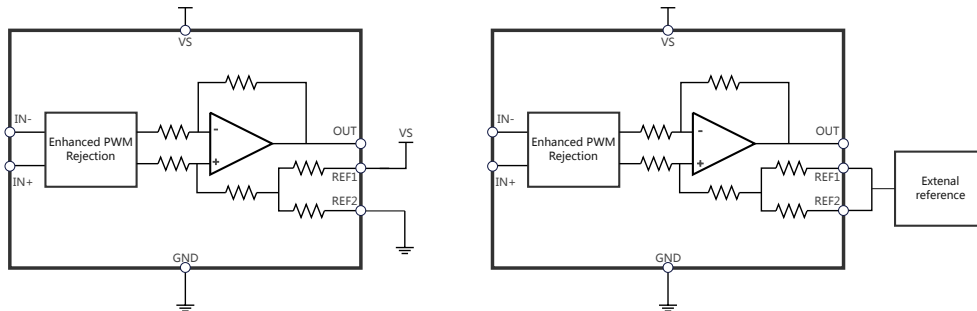 VS
IN-
Enhanced PWM
Rejection
IN+
-
+
OUT
VS
REF1
REF2
GND
VS
IN-
Enhanced PWM
Rejection
IN+
-
+
OUT
REF1
REF2
Extenal
reference
GND